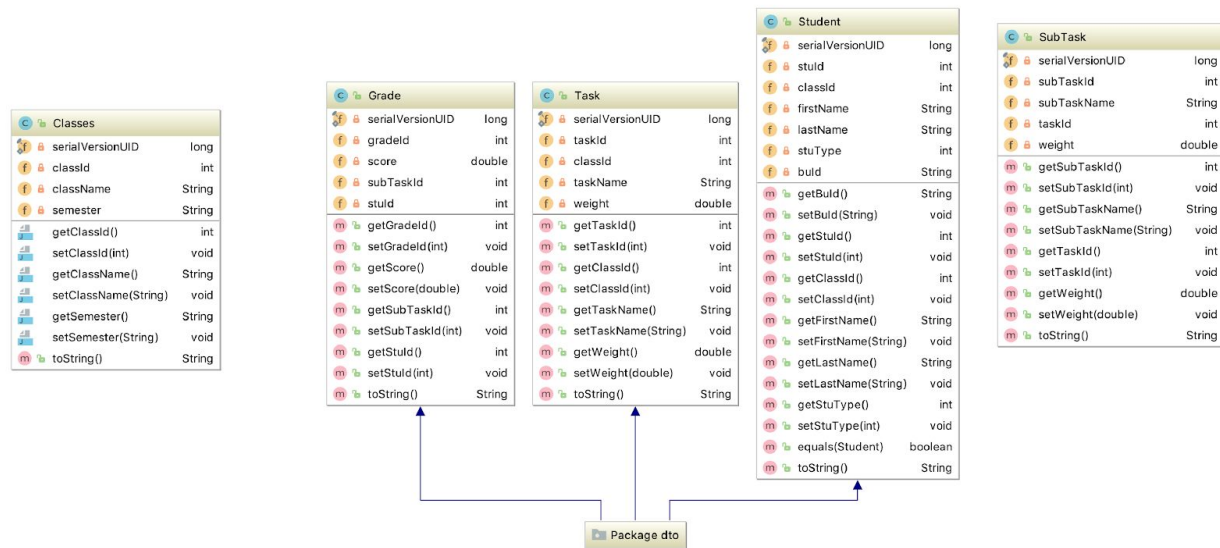 Classes
serialVersionUID long
classId int
className String
semester String
getClassId() int
setClassId(int) void
getClassName() String
setClassName(String) void
getSemester() String
setSemester(String) void
toString() String
Grade
serialVersionUID long
gradeId int
score double
subTaskId int
stuId int
getGradeId() int
setGradeId(int) void
getScore() double
setScore(double) void
getSubTaskId() int
setSubTaskId(int) void
getStuId() int
setStuId(int) void
toString() String
Task
serialVersionUID long
taskId int
classId int
taskName String
weight double
getTaskId() int
setTaskId(int) void
getClassId() int
setClassId(int) void
getTaskName() String
setTaskName(String) void
getWeight() double
setWeight(double) void
toString() String
Student
serialVersionUID long
stuId int
classId int
firstName String
lastName String
stuType int
buId String
getBuId() String
setBuId(String) void
getStuId() int
setStuId(int) void
getClassId() int
setClassId(int) void
getFirstName() String
setFirstName(String) void
getLastName() String
setLastName(String) void
getStuType() int
setStuType(int) void
equals(Student) boolean
toString() String
SubTask
serialVersionUID long
subTaskId int
subTaskName String
taskId int
weight double
getSubTaskId() int
setSubTaskId(int) void
getSubTaskName() String
setSubTaskName(String) void
getTaskId() int
setTaskId(int) void
getWeight() double
setWeight(double) void
toString() String
Package dto